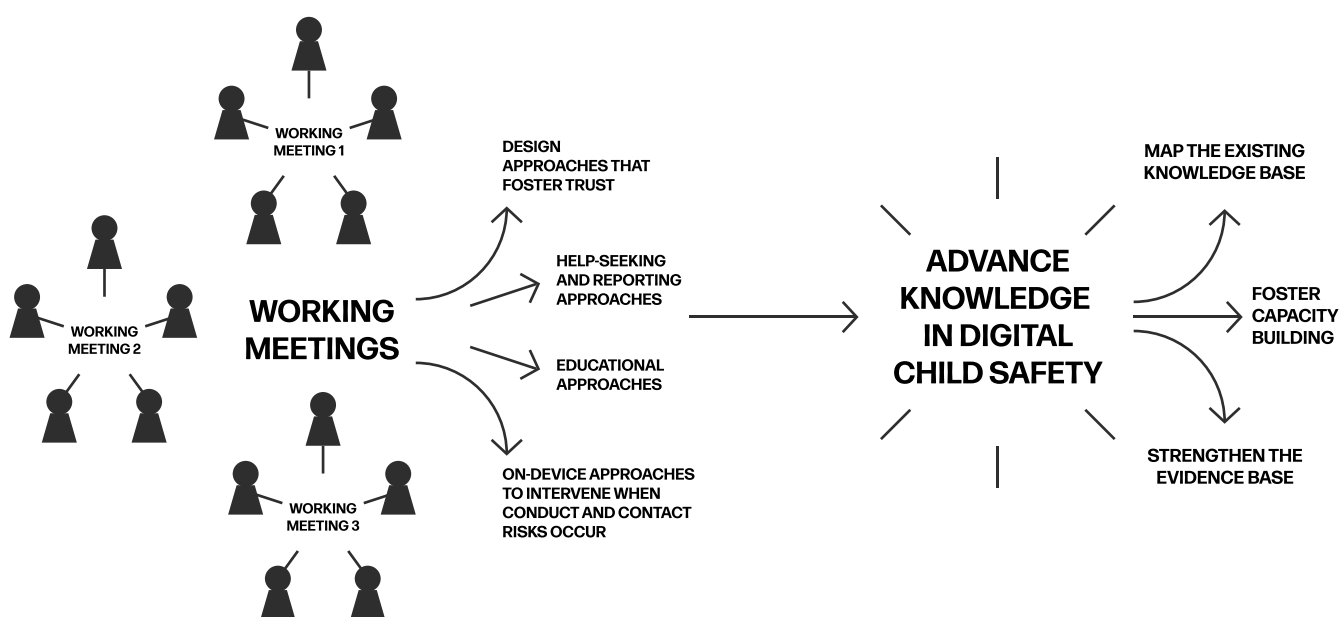 WORKING
MEETING 1
WORKING
MEETING 2
WORKING
MEETING 3
WORKING
MEETINGS
DESIGN
APPROACHES THAT
FOSTER TRUST
HELP-SEEKING
AND REPORTING
APPROACHES
EDUCATIONAL
APPROACHES
ON-DEVICE APPROACHES
TO INTERVENE WHEN
CONDUCT AND CONTACT
RISKS OCCUR
ADVANCE
KNOWLEDGE
IN DIGITAL
CHILD SAFETY
MAP THE EXISTING
KNOWLEDGE BASE
FOSTER
CAPACITY
BUILDING
STRENGTHEN THE
EVIDENCE BASE